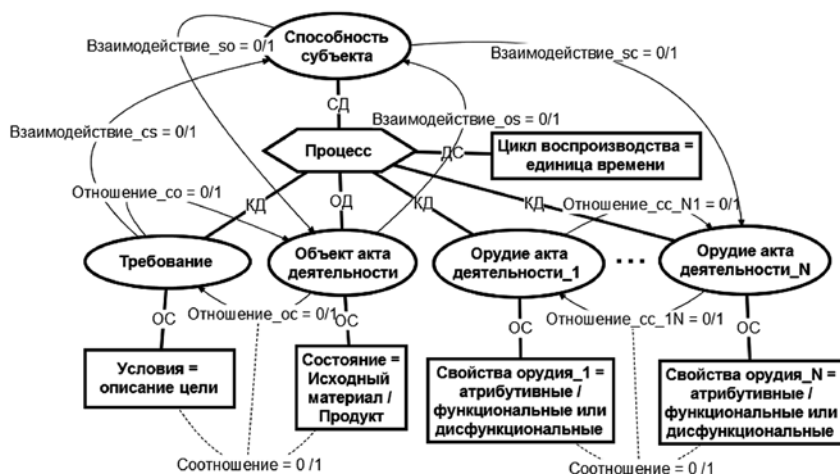 Взаимодействие_so = 0/1
Способность
субъекта
Взаимодействие_sc = 0/1
СД
Взаимодействие_cs = 0/1
Взаимодействие_os = 0/1
Процесс
ДС
Цикл воспроизводства =
единица времени
Отношение_co = 0/1
КД
ОД
КД
КД
Отношение_cc_N1 = 0/1
Требование
Объект акта
деятельности
Орудие акта
деятельности_1
Орудие акта
деятельности_N
ОС
Отношение_oc = 0/1
ОС
ОС
Отношение_cc_1N = 0/1
ОС
Условия =
описание цели
Состояние =
Исходный
материал /
Продукт
Свойства орудия_1 =
атрибутивные /
функциональные или
дисфункциональные
Свойства орудия_N =
атрибутивные /
функциональные или
дисфункциональные
Соотношение = 0 /1
Соотношение = 0 /1